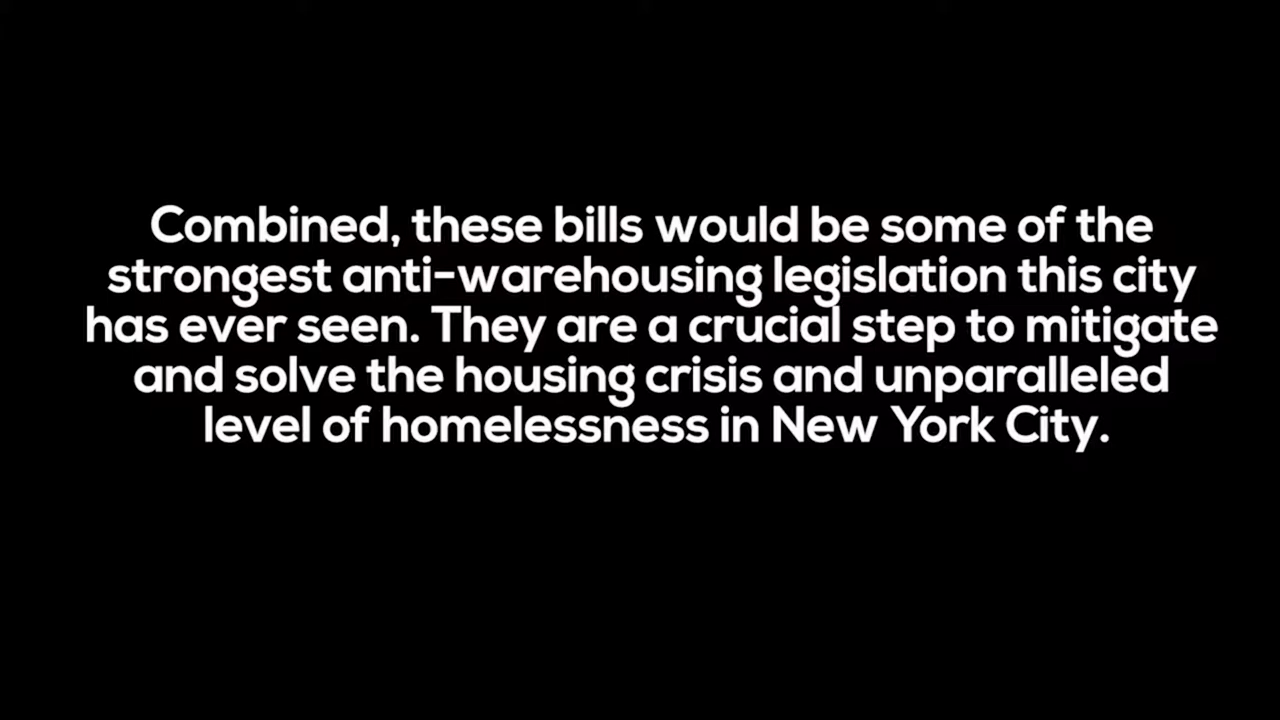 Combined, these bills would be some of the
strongest anti-warehousing legislation this city
has ever seen. They are a crucial step to mitigate
and solve the housing crisis and unparalleled
level of homelessness in New York City.